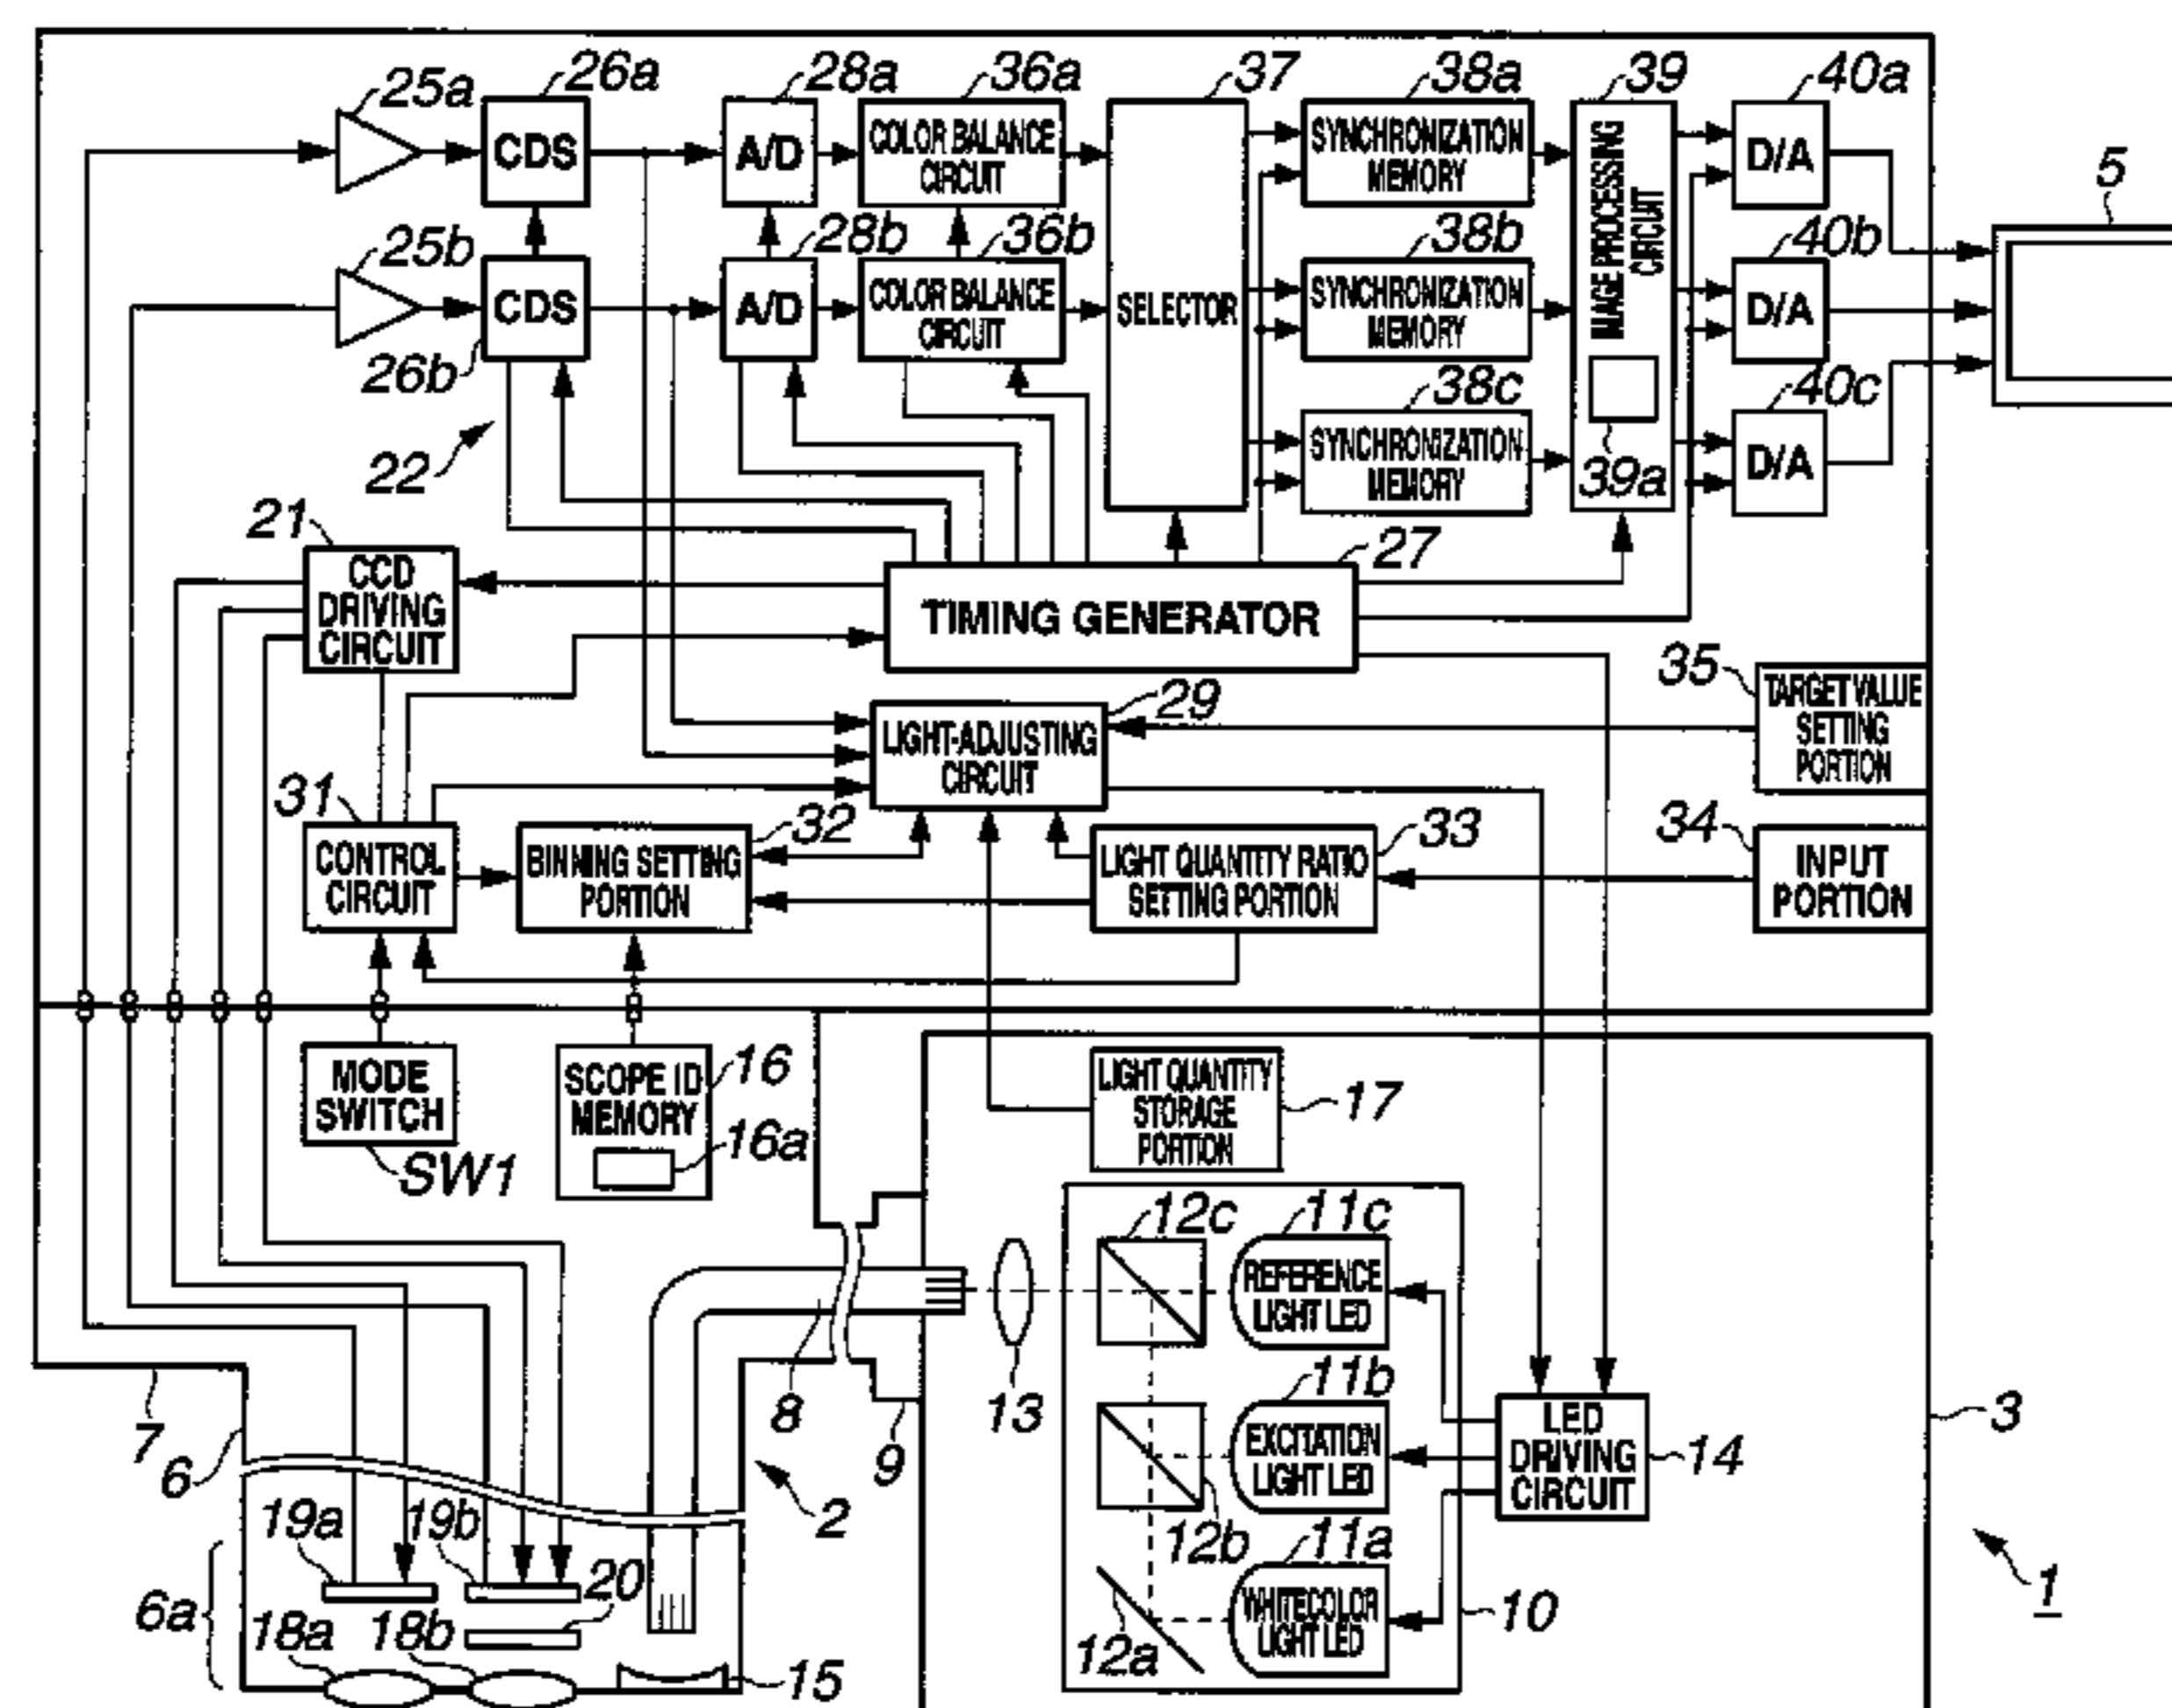 25a
26a
28a
36a
37
38a
39
40a
CDS
A/D
COLOR BALANCE
CIRCUIT
SYNCHRONIZATION
MEMORY
IMAGE PROCESSING
CIRCUIT
D/A
5
25b
28b
36b
38b
40b
CDS
A/D
COLOR BALANCE
CIRCUIT
SELECTOR
SYNCHRONIZATION
MEMORY
D/A
26b
38c
40c
22
SYNCHRONIZATION
MEMORY
39a
D/A
21
CCD
DRIVING
CIRCUIT
27
TIMING GENERATOR
35
TARGET VALUE
SETTING
PORTION
29
LIGHT-ADJUSTING
CIRCUIT
31
CONTROL
CIRCUIT
32
BINNING SETTING
PORTION
33
LIGHT QUANTITY RATIO
SETTING PORTION
34
INPUT
PORTION
MODE
SWITCH
SW1
SCOPE ID
MEMORY
16
16a
LIGHT QUANTITY
STORAGE
PORTION
17
12c
11c
REFERENCE
LIGHT LED
8
13
9
11b
EXCITATION
LIGHT LED
12b
LED
DRIVING
CIRCUIT
14
3
7
6
2
19a
19b
20
6a
18a
18b
15
11a
WHITECOLOR
LIGHT LED
12a
10
1